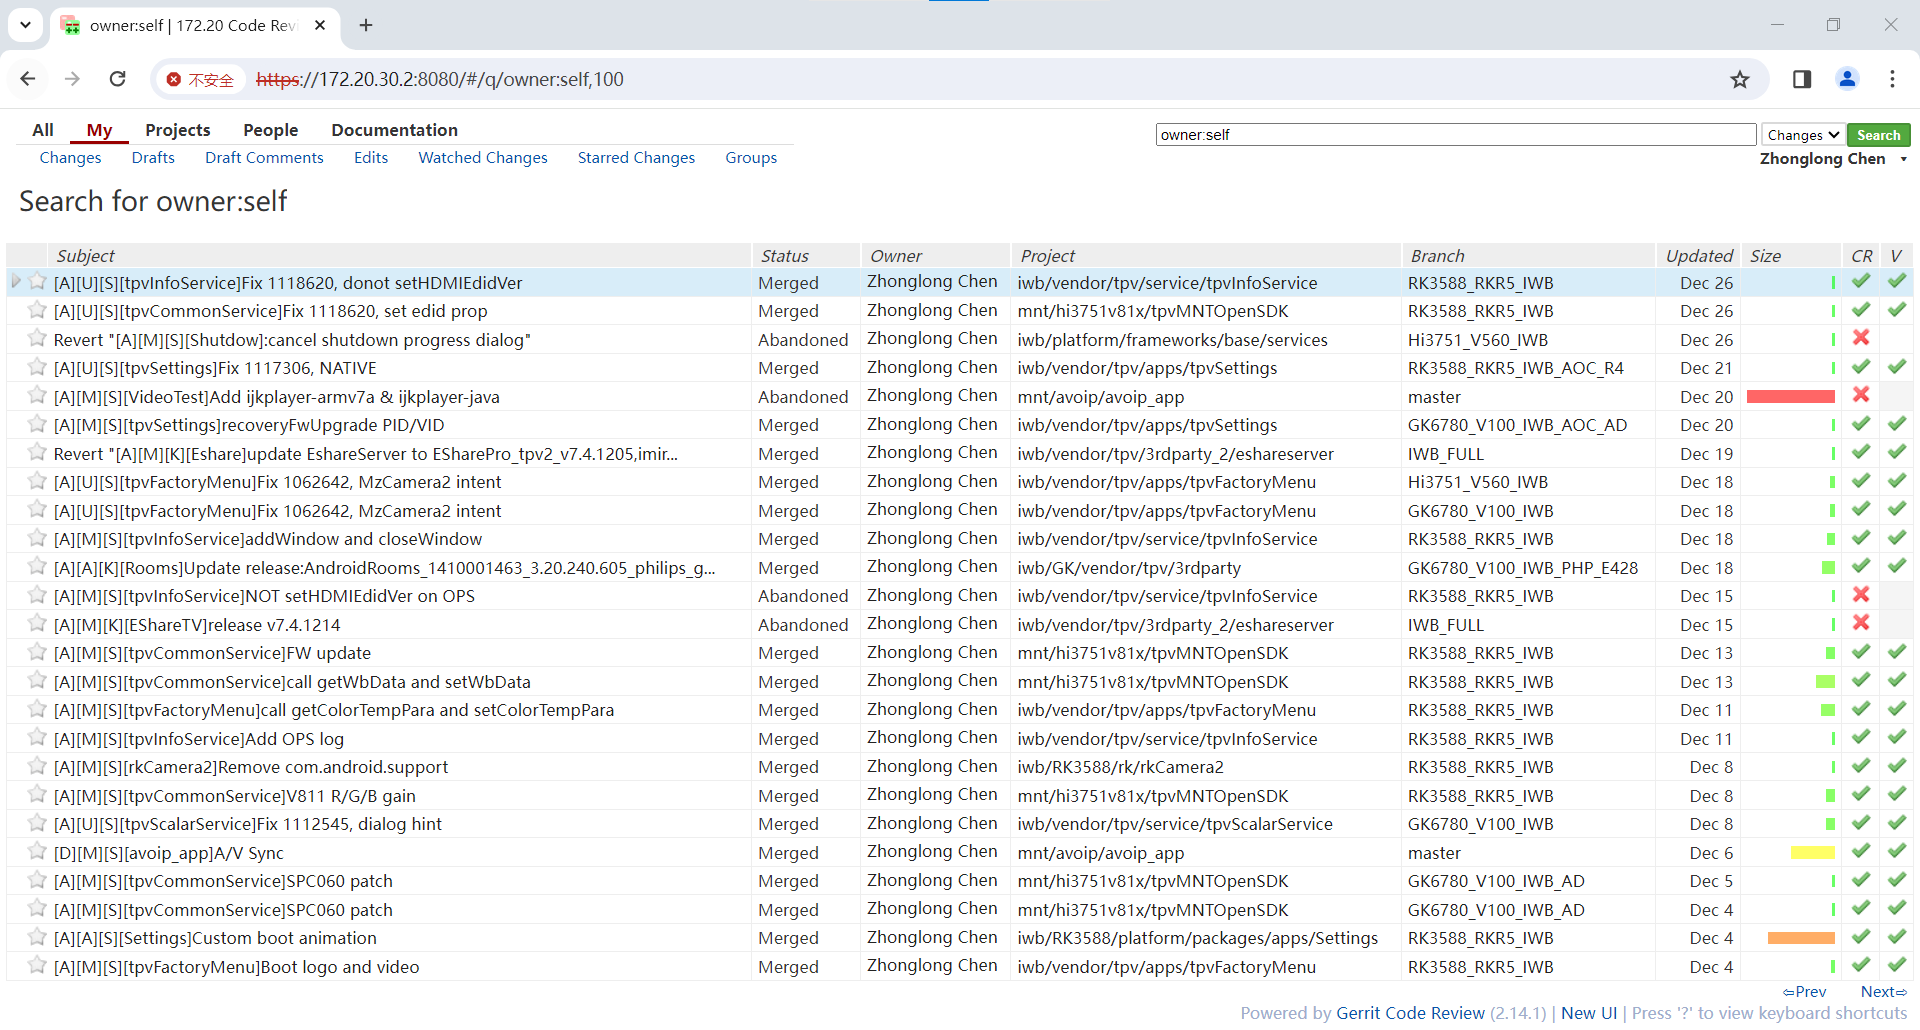 owner:self | 172.20 Code Rev
不安全 https://172.20.30.2:8080/#/q/owner:self,100
All My Projects People Documentation
owner:self Changes Search
Changes Drafts Draft Comments Edits Watched Changes Starred Changes Groups
Zhonglong Chen
Search for owner:self
Subject Status Owner Project Branch Updated Size CR V
[A][U][S][tpvInfoService]Fix 1118620, donot setHDMIEdidVer Merged Zhonglong Chen iwb/vendor/tpv/service/tpvInfoService RK3588_RKR5_IWB Dec 26
[A][U][S][tpvCommonService]Fix 1118620, set edid prop Merged Zhonglong Chen mnt/hi3751v81x/tpvMNTOpenSDK RK3588_RKR5_IWB Dec 26
Revert "[A][M][S][Shutdow]:cancel shutdown progress dialog" Abandoned Zhonglong Chen iwb/platform/frameworks/base/services Hi3751_V560_IWB Dec 26
[A][U][S][tpvSettings]Fix 1117306, NATIVE Merged Zhonglong Chen iwb/vendor/tpv/apps/tpvSettings RK3588_RKR5_IWB_AOC_R4 Dec 21
[A][M][S][VideoTest]Add ijkplayer-armv7a & ijkplayer-java Abandoned Zhonglong Chen mnt/avoip/avoip_app master Dec 20
[A][M][S][tpvSettings]recoveryFwUpgrade PID/VID Merged Zhonglong Chen iwb/vendor/tpv/apps/tpvSettings GK6780_V100_IWB_AOC_AD Dec 20
Revert "[A][M][K][Eshare]update EshareServer to ESharePro_tpv2_v7.4.1205,imir... Merged Zhonglong Chen iwb/vendor/tpv/3rdparty_2/eshareserver IWB_FULL Dec 19
[A][U][S][tpvFactoryMenu]Fix 1062642, MzCamera2 intent Merged Zhonglong Chen iwb/vendor/tpv/apps/tpvFactoryMenu Hi3751_V560_IWB Dec 18
[A][U][S][tpvFactoryMenu]Fix 1062642, MzCamera2 intent Merged Zhonglong Chen iwb/vendor/tpv/apps/tpvFactoryMenu GK6780_V100_IWB Dec 18
[A][M][S][tpvInfoService]addWindow and closeWindow Merged Zhonglong Chen iwb/vendor/tpv/service/tpvInfoService RK3588_RKR5_IWB Dec 18
[A][A][K][Rooms]Update release:AndroidRooms_1410001463_3.20.240.605_philips_g... Merged Zhonglong Chen iwb/GK/vendor/tpv/3rdparty GK6780_V100_IWB_PHP_E428 Dec 18
[A][M][S][tpvInfoService]NOT setHDMIEdidVer on OPS Abandoned Zhonglong Chen iwb/vendor/tpv/service/tpvInfoService RK3588_RKR5_IWB Dec 15
[A][M][K][EShareTV]release v7.4.1214 Abandoned Zhonglong Chen iwb/vendor/tpv/3rdparty_2/eshareserver IWB_FULL Dec 15
[A][M][S][tpvCommonService]FW update Merged Zhonglong Chen mnt/hi3751v81x/tpvMNTOpenSDK RK3588_RKR5_IWB Dec 13
[A][M][S][tpvCommonService]call getWbData and setWbData Merged Zhonglong Chen mnt/hi3751v81x/tpvMNTOpenSDK RK3588_RKR5_IWB Dec 13
[A][M][S][tpvFactoryMenu]call getColorTempPara and setColorTempPara Merged Zhonglong Chen iwb/vendor/tpv/apps/tpvFactoryMenu RK3588_RKR5_IWB Dec 11
[A][M][S][tpvInfoService]Add OPS log Merged Zhonglong Chen iwb/vendor/tpv/service/tpvInfoService RK3588_RKR5_IWB Dec 11
[A][M][S][rkCamera2]Remove com.android.support Merged Zhonglong Chen iwb/RK3588/rk/rkCamera2 RK3588_RKR5_IWB Dec 8
[A][M][S][tpvCommonService]V811 R/G/B gain Merged Zhonglong Chen mnt/hi3751v81x/tpvMNTOpenSDK RK3588_RKR5_IWB Dec 8
[A][U][S][tpvScalarService]Fix 1112545, dialog hint Merged Zhonglong Chen iwb/vendor/tpv/service/tpvScalarService GK6780_V100_IWB Dec 8
[D][M][S][avoip_app]A/V Sync Merged Zhonglong Chen mnt/avoip/avoip_app master Dec 6
[A][M][S][tpvCommonService]SPC060 patch Merged Zhonglong Chen mnt/hi3751v81x/tpvMNTOpenSDK GK6780_V100_IWB_AD Dec 5
[A][M][S][tpvCommonService]SPC060 patch Merged Zhonglong Chen mnt/hi3751v81x/tpvMNTOpenSDK GK6780_V100_IWB_AD Dec 4
[A][A][S][Settings]Custom boot animation Merged Zhonglong Chen iwb/RK3588/platform/packages/apps/Settings RK3588_RKR5_IWB Dec 4
[A][M][S][tpvFactoryMenu]Boot logo and video Merged Zhonglong Chen iwb/vendor/tpv/apps/tpvFactoryMenu RK3588_RKR5_IWB Dec 4
⇦Prev Next⇨
Powered by Gerrit Code Review (2.14.1) | New UI | Press '?' to view keyboard shortcuts